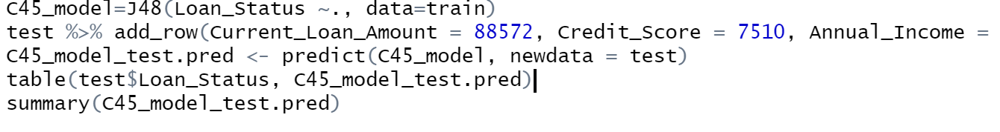 C45_model=J48(Loan_Status ~., data=train)
test %>% add_row(Current_Loan_Amount = 88572, Credit_Score = 7510, Annual_Income =
C45_model_test.pred <- predict(C45_model, newdata = test)
table(test$Loan_Status, C45_model_test.pred)
summary(C45_model_test.pred)